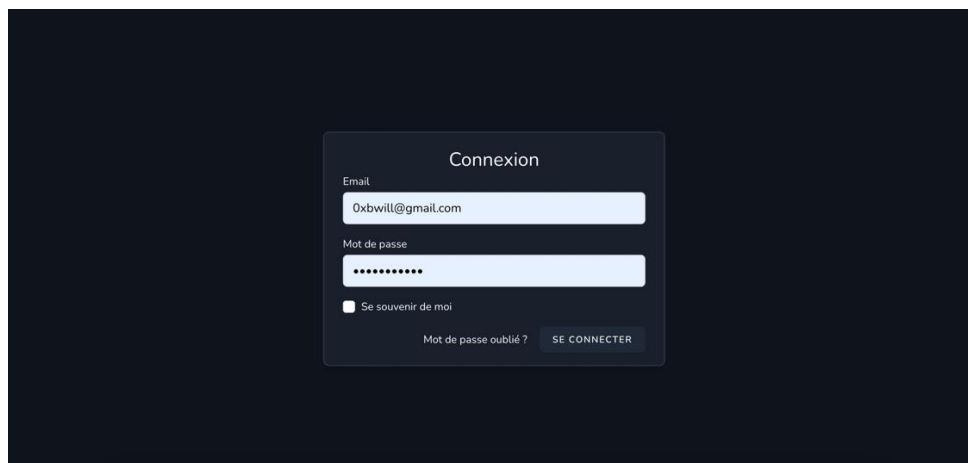 Connexion
Email
0xbwill@gmail.com
Mot de passe
•••••••••••
Se souvenir de moi
Mot de passe oublié ? SE CONNECTER